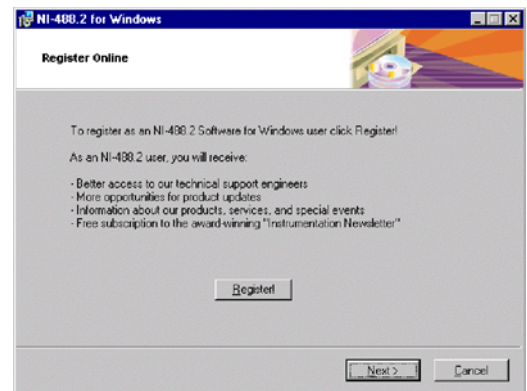 NI-488.2 for Windows
Register Online
To register as an NI-488.2 Software for Windows user click Register!
As an NI-488.2 user, you will receive:
- Better access to our technical support engineers
- More opportunities for product updates
- Information about our products, services, and special events
- Free subscription to the award-winning "Instrumentation Newsletter"
Register!
Next >
Cancel